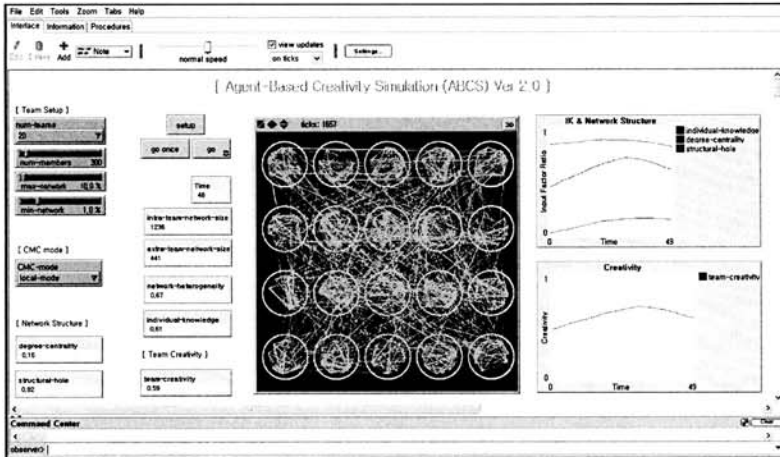 File Edit Tools Zoom Tabs Help
Interface Information Procedures
Edit Delete Add Note normal speed view updates on ticks Settings...
[ Agent-Based Creativity Simulation (ABCS) Ver 2.0 ]
[ Team Setup ]
num-teams
20
num-members 300
max-network 10.0 %
min-network 1.0 %
[ CMC mode ]
CMC-mode
local-mode
[ Network Structure ]
degree-centrality
0.15
structural-hole
setup
go once go
Time
intra-team-network-size
1236
extra-team-network-size
441
network-heterogeneity
0.67
individual-knowledge
[ Team Creativity ]
team-creativity
0.59
ticks: 1657
3D
IK & Network Structure
1
Input Factor Ratio
0
0 Time 49
individual-knowledge
degree-centrality
structural-hole
Creativity
1
Creativity
0
0 Time 49
team-creativity
Command Center
Clear
observer>